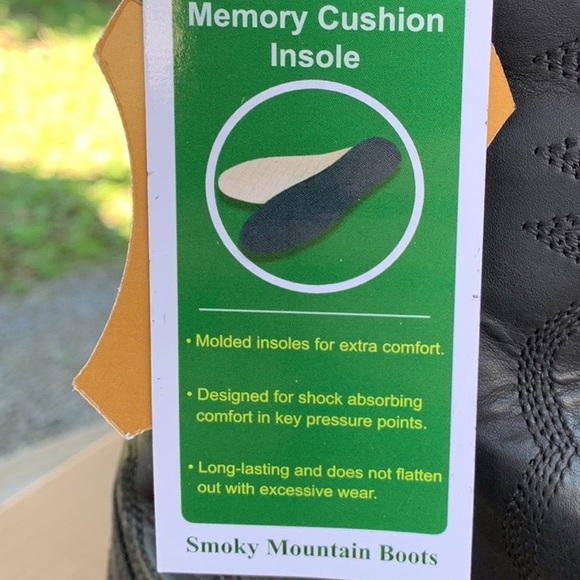 Memory Cushion
Insole
• Molded insoles for extra comfort.
• Designed for shock absorbing
comfort in key pressure points.
• Long-lasting and does not flatten
out with excessive wear.
Smoky Mountain Boots